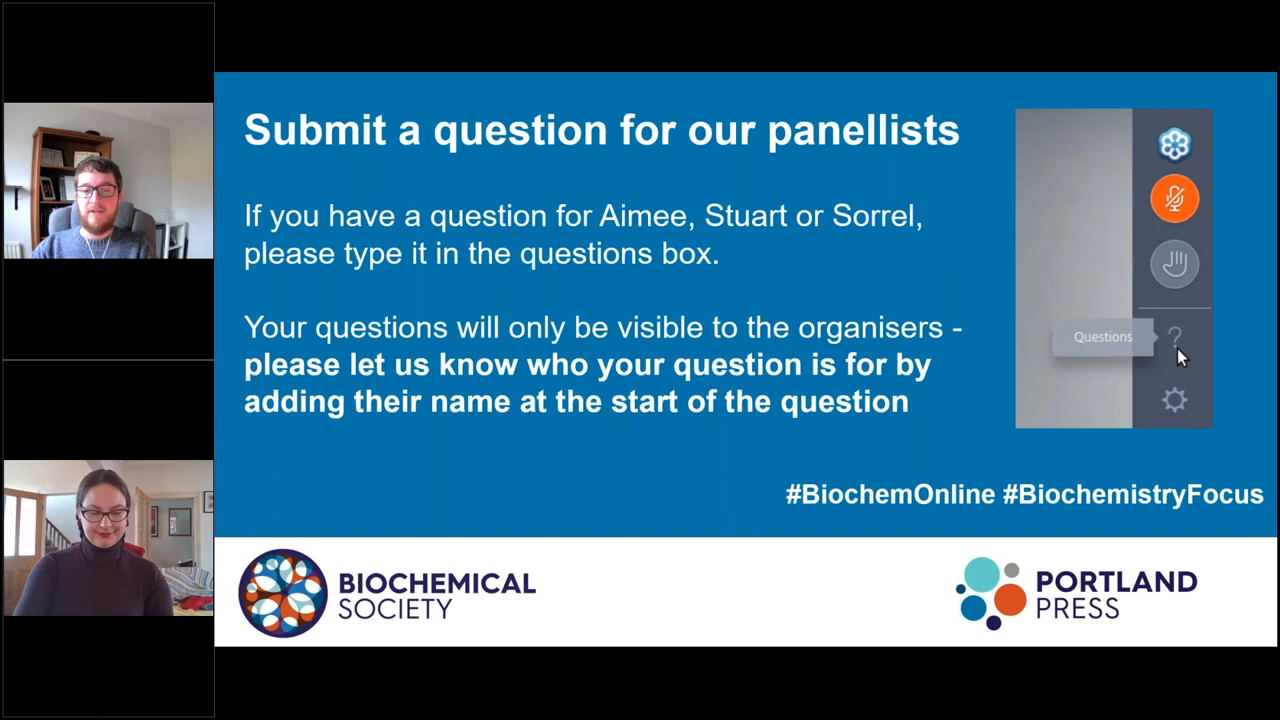 Submit a question for our panellists
If you have a question for Aimee, Stuart or Sorrel,
please type it in the questions box.
Your questions will only be visible to the organisers -
please let us know who your question is for by
adding their name at the start of the question
Questions
?
#BiochemOnline #BiochemistryFocus
BIOCHEMICAL
SOCIETY
PORTLAND
PRESS